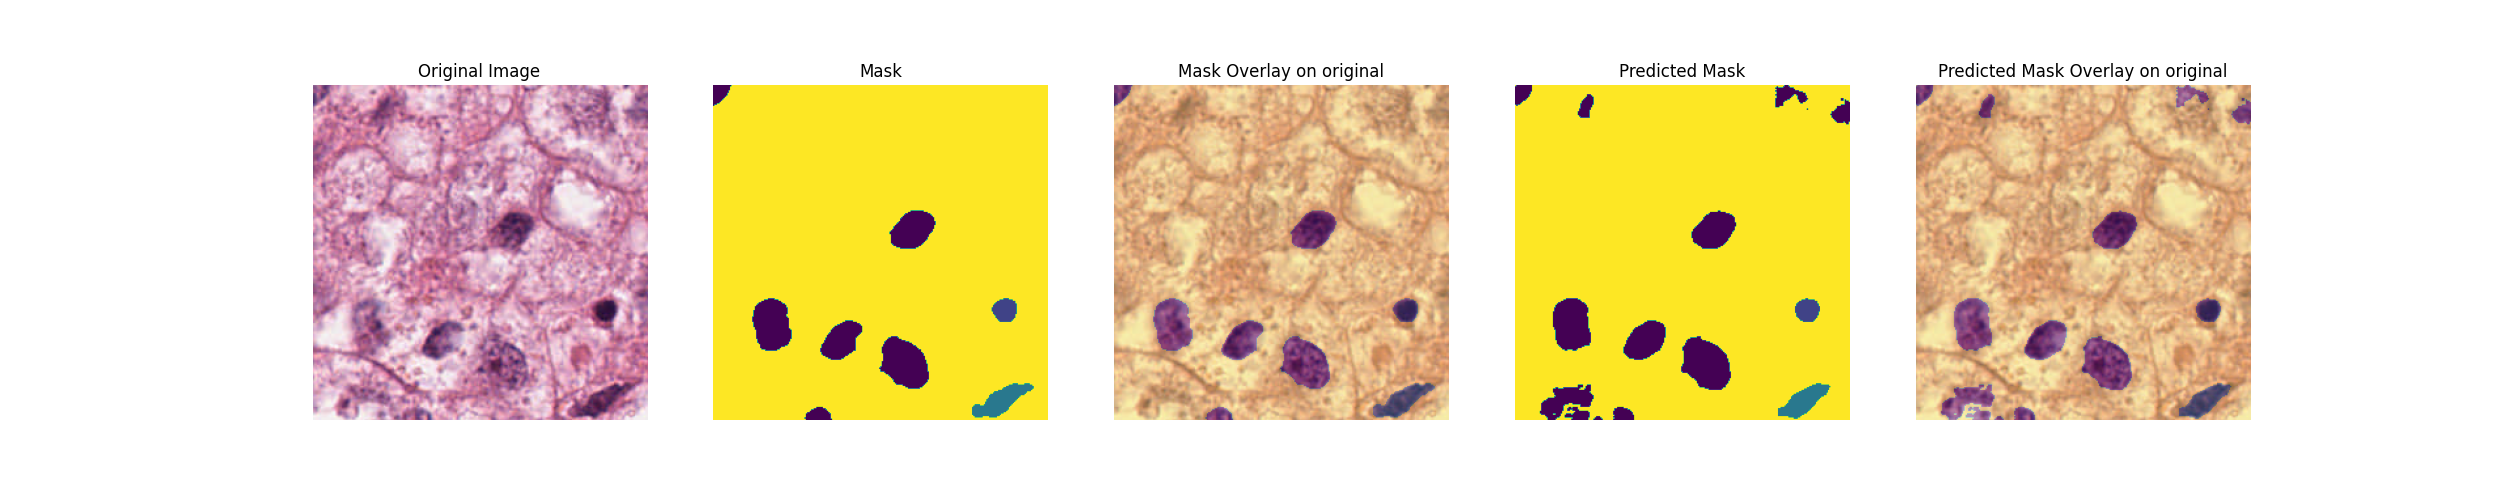 Original Image
Mask
Mask Overlay on original
Predicted Mask
Predicted Mask Overlay on original